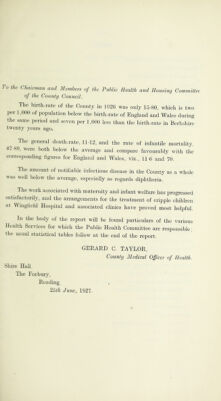 To the Chairman and Members of the Public Health and Housing Committee
of the County Council.
The birth-rate of the County in 1926 was only 15·80, which is two
per 1,000 of population below the birth-rate of England and Wales during
the same period and seven per 1,000 less than the birth-rate in Berkshire
twenty years ago.
The general death-rate, 11·12, and the rate of infantile mortality,
47·89, were both below the average and compare favourably with the
corresponding figures for England and Wales, viz., 11·6 and 70.
The amount of notifiable infectious disease in the County as a whole
was well below the average, especially as regards diphtheria.
The work associated with maternity and infant welfare has progressed
satisfactorily, and the arrangements for the treatment of cripple children
at Wingfield Hospital and associated clinics have proved most helpful.
In the body of the report will be found particulars of the various
Health Services for which the Public Health Committee are responsible;
the usual statistical tables follow at the end of the report.
GERARD C. TAYLOR,
County Medical Officer of Health.
Shire Hall
The Forbury,
Reading
25th June, 1927.